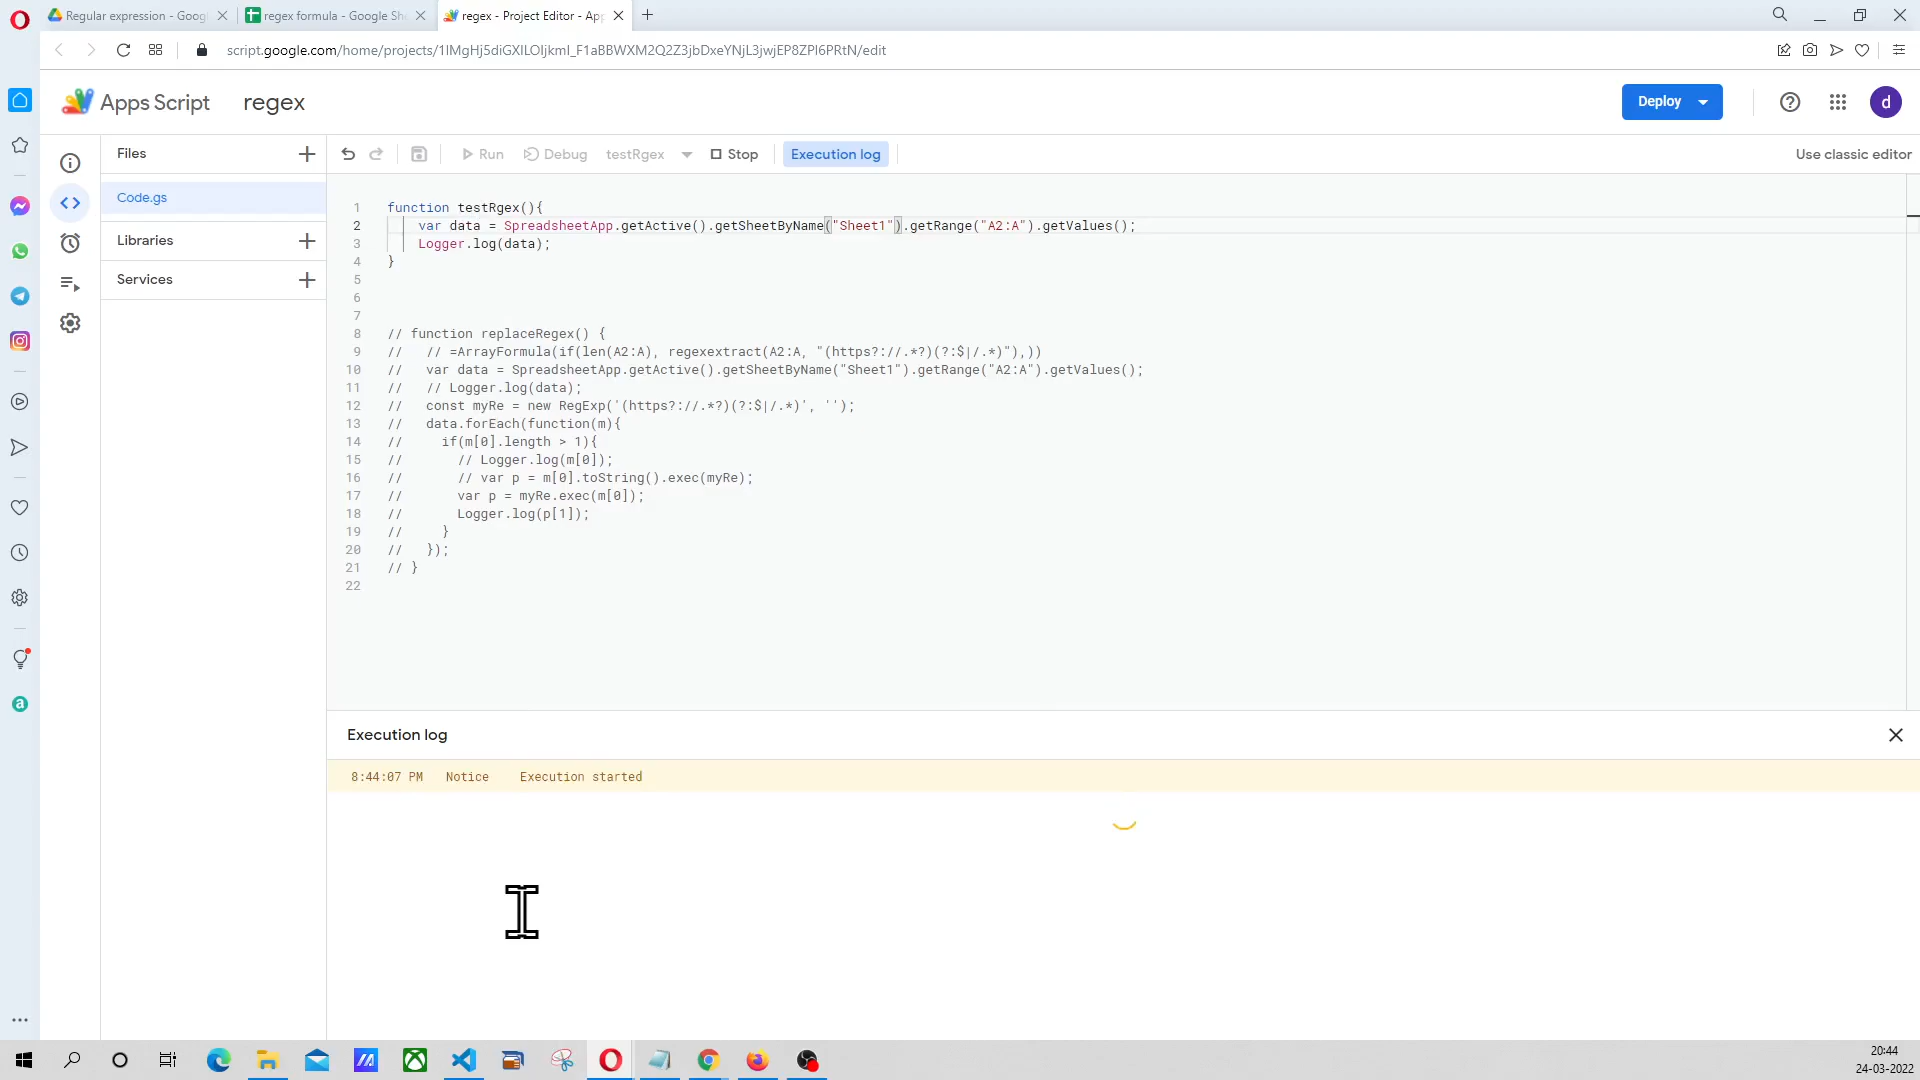 Regular expression - Goog
regex formula - Google She
regex - Project Editor - App
script.google.com/home/projects/1IMgHj5diGXILOIjkmI_F1aBBWXM2Q2Z3jbDxeYNjL3jwjEP8ZPI6PRtN/edit
Apps Script
regex
Deploy
d
Files
Run
Debug
testRgex
Stop
Execution log
Use classic editor
Code.gs
Libraries
Services
1 function testRgex(){
2 var data = SpreadsheetApp.getActive().getSheetByName("Sheet1").getRange("A2:A").getValues();
3 Logger.log(data);
4 }
5
6
7
8 // function replaceRegex() {
9 // // =ArrayFormula(if(len(A2:A), regexextract(A2:A, "(https?://.*?)(?:$|/.*)"),))
10 // var data = SpreadsheetApp.getActive().getSheetByName("Sheet1").getRange("A2:A").getValues();
11 // // Logger.log(data);
12 // const myRe = new RegExp('(https?://.*?)(?:$|/.*)', '');
13 // data.forEach(function(m){
14 // if(m[0].length > 1){
15 // // Logger.log(m[0]);
16 // // var p = m[0].toString().exec(myRe);
17 // var p = myRe.exec(m[0]);
18 // Logger.log(p[1]);
19 // }
20 // });
21 // }
22
Execution log
8:44:07 PM Notice Execution started
20:44
24-03-2022